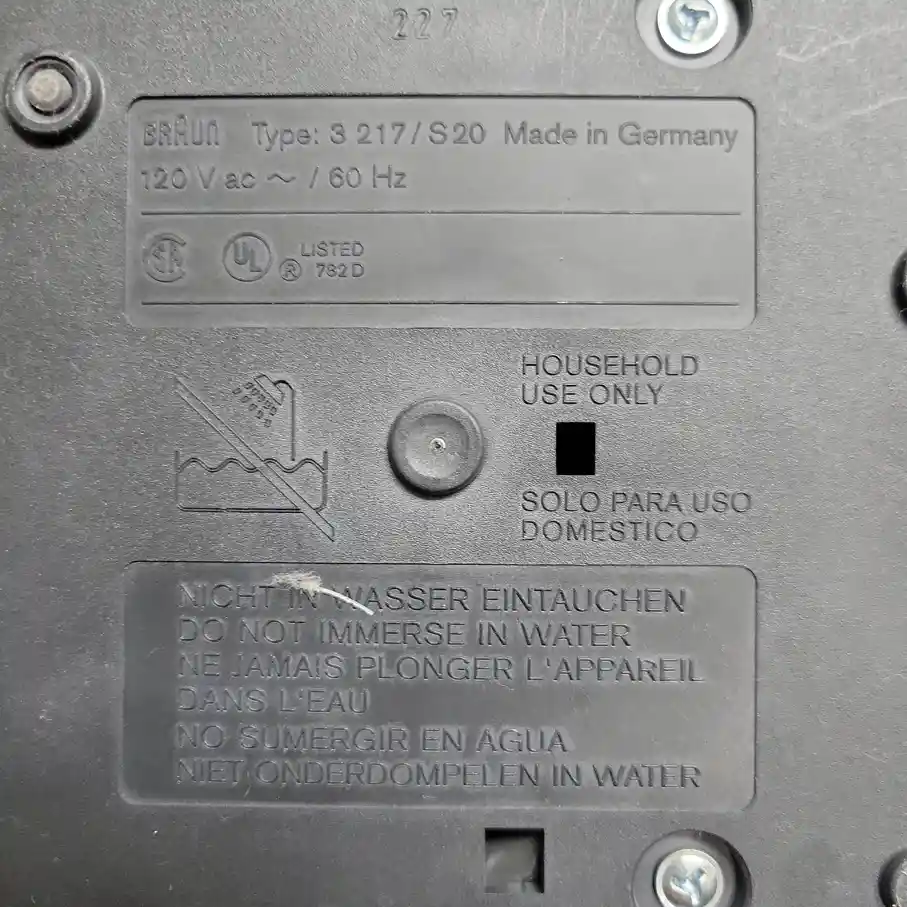 227
BRAUN Type: 3 217/S20 Made in Germany
120 V ac ~ / 60 Hz
UL ® LISTED
782D
HOUSEHOLD
USE ONLY
SOLO PARA USO
DOMESTICO
NICHT IN WASSER EINTAUCHEN
DO NOT IMMERSE IN WATER
NE JAMAIS PLONGER L'APPAREIL
DANS L'EAU
NO SUMERGIR EN AGUA
NIET ONDERDOMPELEN IN WATER